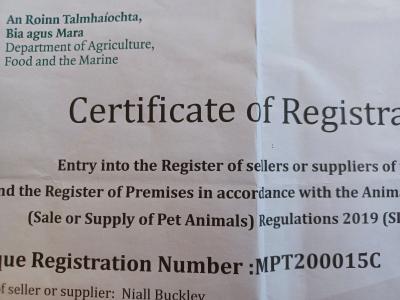 An Roinn Talmhaíochta,
Bia agus Mara
Department of Agriculture,
Food and the Marine
Certificate of Registra
Entry into the Register of sellers or suppliers of
nd the Register of Premises in accordance with the Anima
(Sale or Supply of Pet Animals) Regulations 2019 (SI
que Registration Number :MPT200015C
of seller or supplier: Niall Buckley